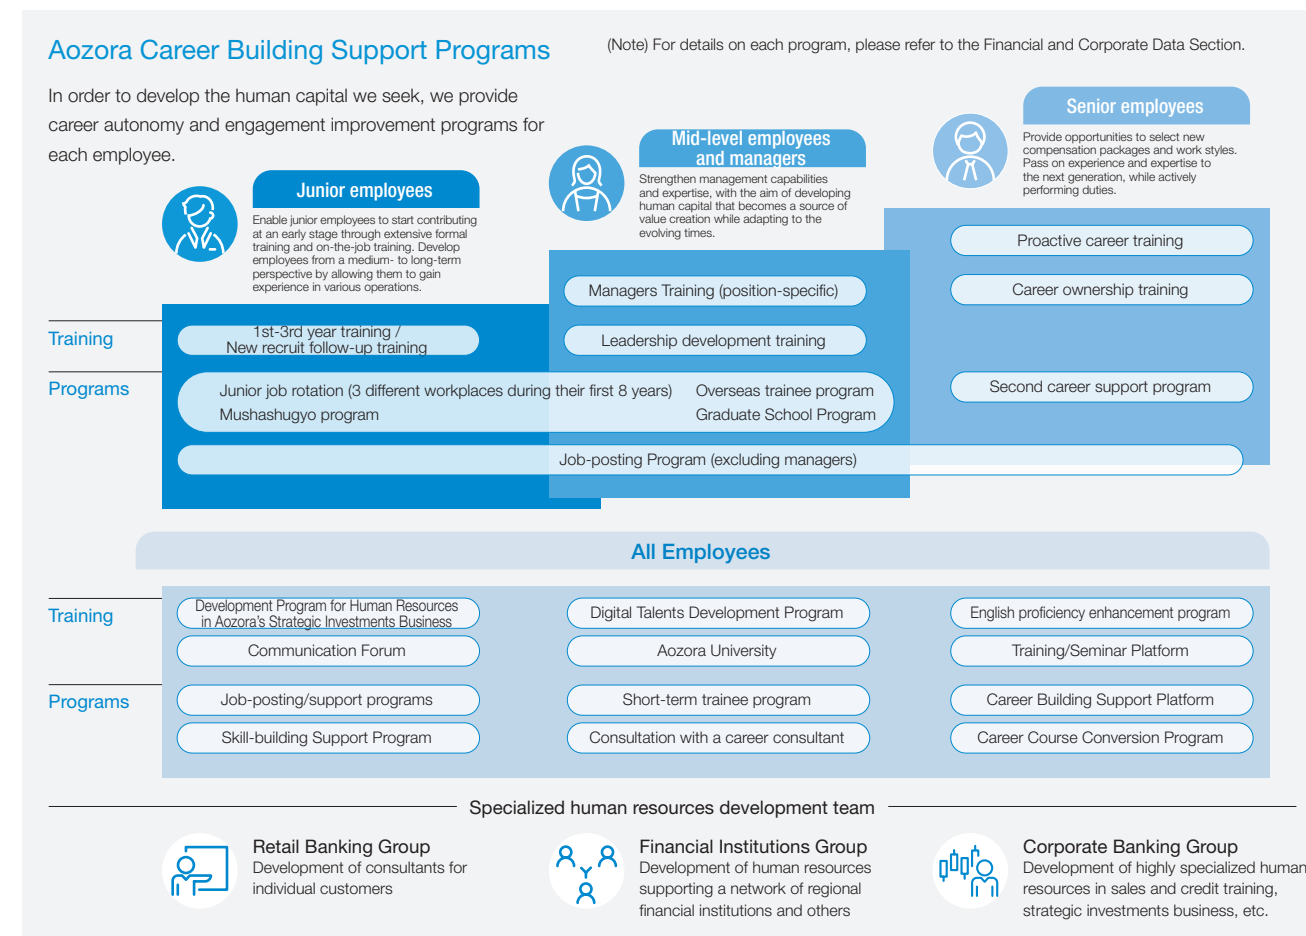 Aozora Career Building Support Programs
(Note) For details on each program, please refer to the Financial and Corporate Data Section.
In order to develop the human capital we seek, we provide
career autonomy and engagement improvement programs for
each employee.
Junior employees
Enable junior employees to start contributing
at an early stage through extensive formal
training and on-the-job training. Develop
employees from a medium- to long-term
perspective by allowing them to gain
experience in various operations.
Mid-level employees
and managers
Strengthen management capabilities
and expertise, with the aim of developing
human capital that becomes a source of
value creation while adapting to the
evolving times.
Senior employees
Provide opportunities to select new
compensation packages and work styles.
Pass on experience and expertise to
the next generation, while actively
performing duties.
Training
1st-3rd year training /
New recruit follow-up training
Managers Training (position-specific)
Leadership development training
Proactive career training
Career ownership training
Programs
Junior job rotation (3 different workplaces during their first 8 years)
Mushashugyo program
Overseas trainee program
Graduate School Program
Second career support program
Job-posting Program (excluding managers)
All Employees
Training
Development Program for Human Resources
in Aozora's Strategic Investments Business
Digital Talents Development Program
English proficiency enhancement program
Communication Forum
Aozora University
Training/Seminar Platform
Programs
Job-posting/support programs
Short-term trainee program
Career Building Support Platform
Skill-building Support Program
Consultation with a career consultant
Career Course Conversion Program
Specialized human resources development team
Retail Banking Group
Development of consultants for
individual customers
Financial Institutions Group
Development of human resources
supporting a network of regional
financial institutions and others
Corporate Banking Group
Development of highly specialized human
resources in sales and credit training,
strategic investments business, etc.